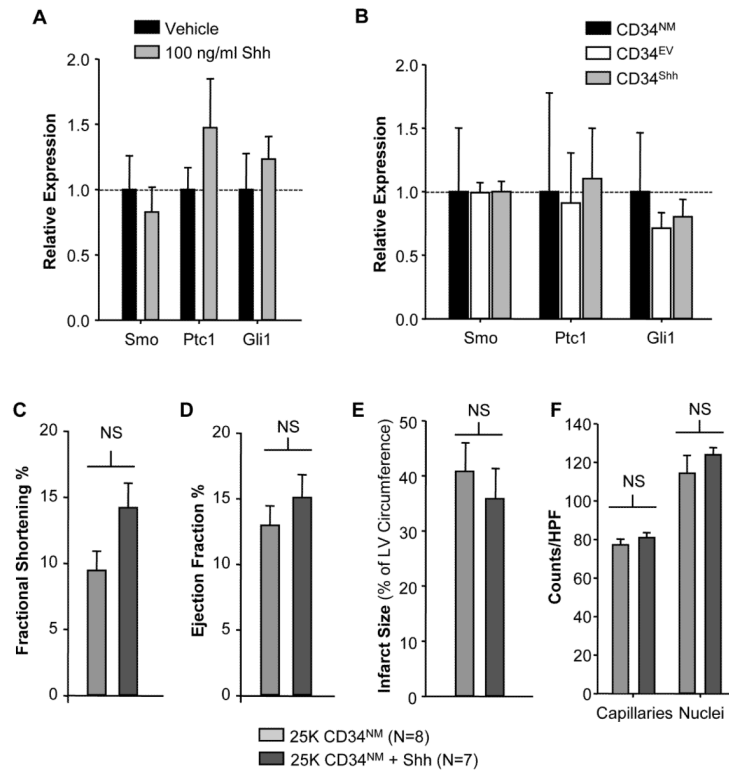 A
Vehicle
100 ng/ml Shh
Relative Expression
2.0
1.5
1.0
0.5
0.0
Smo Ptc1 Gli1
B
CD34NM
CD34EV
CD34Shh
Relative Expression
2.0
1.5
1.0
0.5
0.0
Smo Ptc1 Gli1
C
NS
Fractional Shortening %
20
15
10
5
0
D
NS
Ejection Fraction %
20
15
10
5
0
E
NS
Infarct Size (% of LV Circumference)
50
40
30
20
10
0
F
NS
NS
Counts/HPF
140
120
100
80
60
40
20
0
Capillaries Nuclei
25K CD34NM (N=8)
25K CD34NM + Shh (N=7)